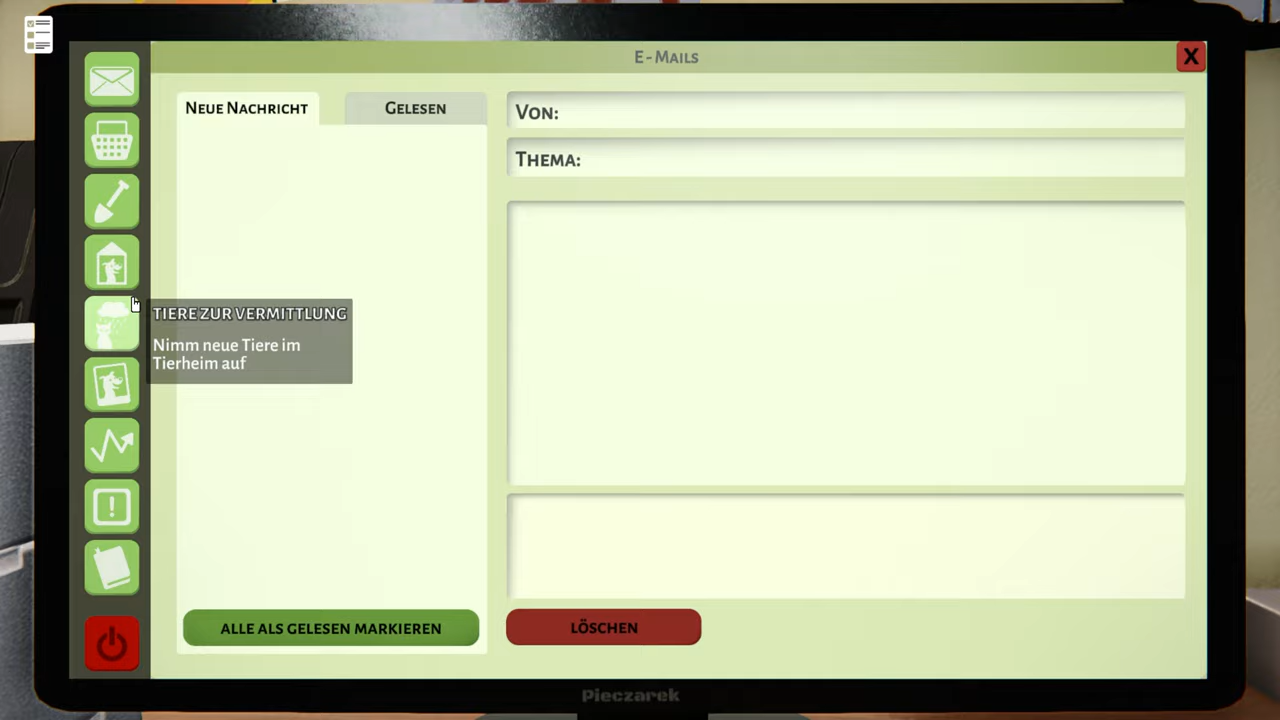 E - Mails
X
Neue Nachricht
Gelesen
Von:
Thema:
TIERE ZUR VERMITTLUNG
Nimm neue Tiere im
Tierheim auf
ALLE ALS GELESEN MARKIEREN
LÖSCHEN
Pieczarek